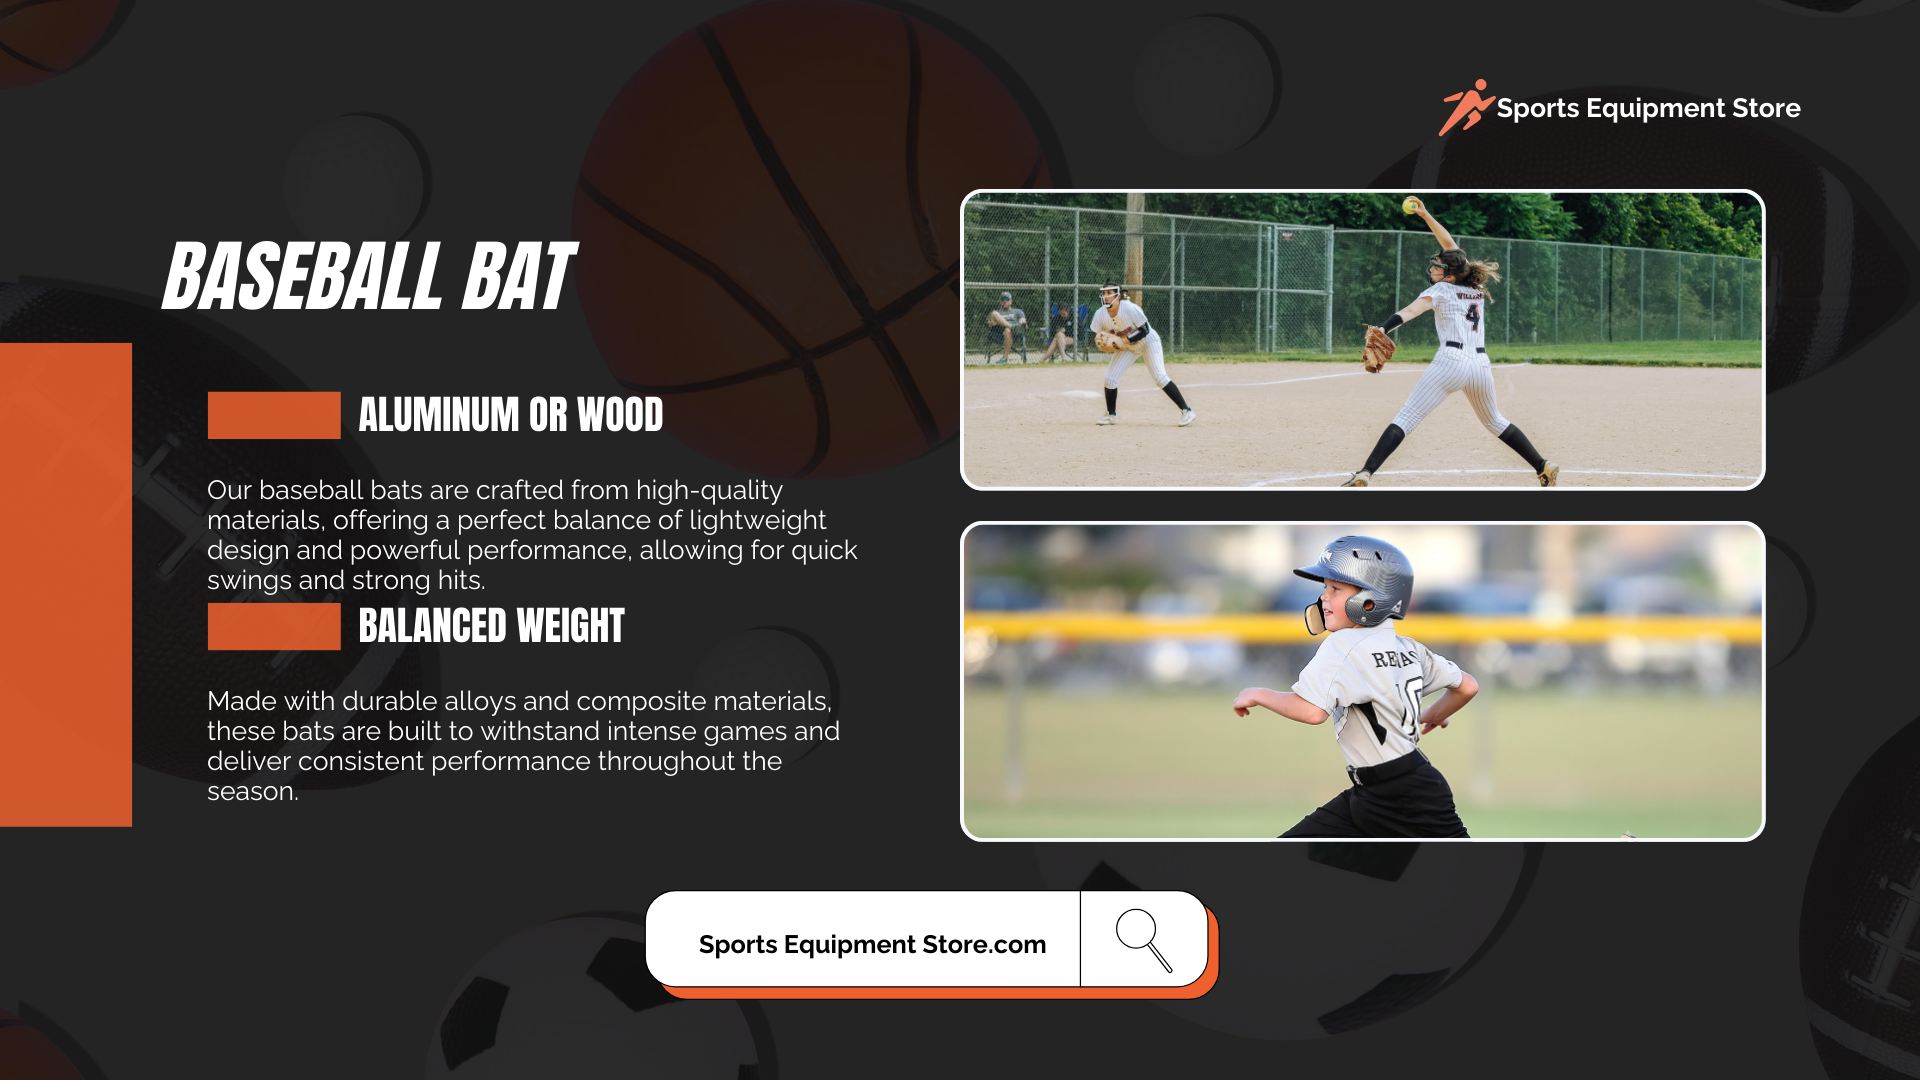 Sports Equipment Store
BASEBALL BAT
ALUMINUM OR WOOD
Our baseball bats are crafted from high-quality
materials, offering a perfect balance of lightweight
design and powerful performance, allowing for quick
swings and strong hits.
BALANCED WEIGHT
Made with durable alloys and composite materials,
these bats are built to withstand intense games and
deliver consistent performance throughout the
season.
4
Sports Equipment Store.com